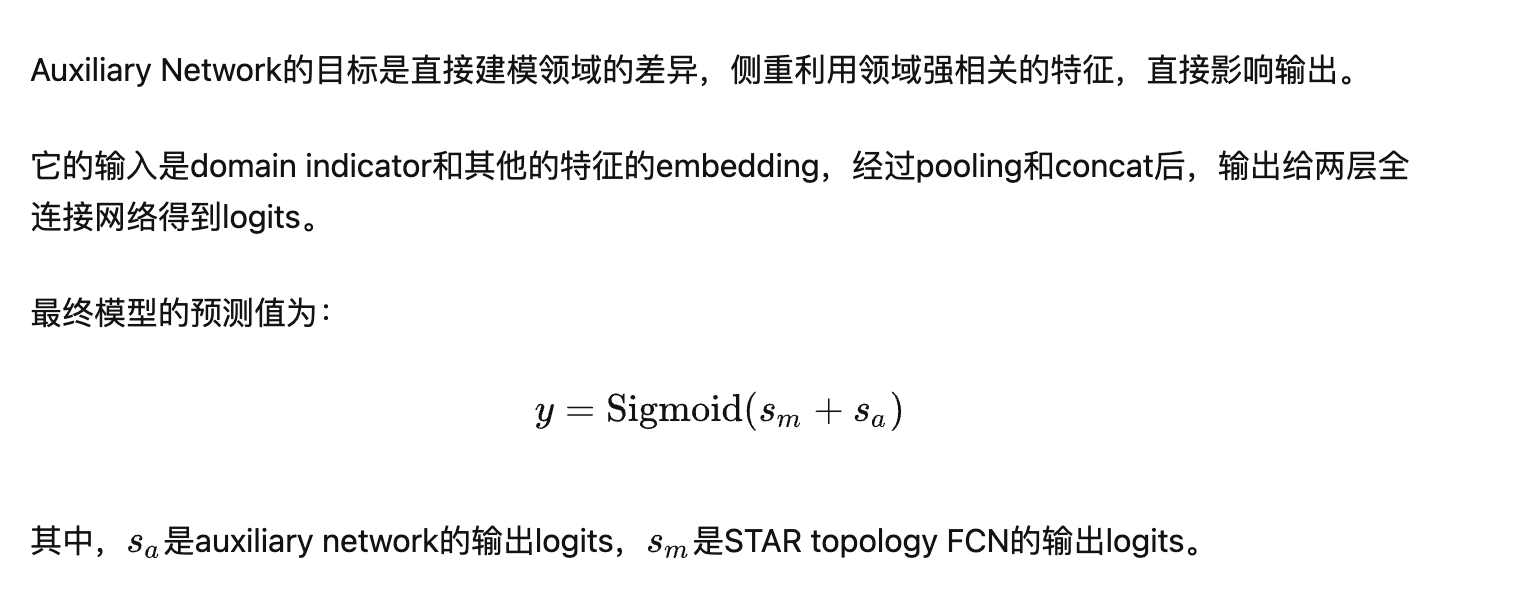 Auxiliary Network的目标是直接建模领域的差异，侧重利用领域强相关的特征，直接影响输出。
它的输入是domain indicator和其他的特征的embedding，经过pooling和concat后，输出给两层全
连接网络得到logits。
最终模型的预测值为：
y = Sigmoid(sₘ + sₐ)
其中，sₐ是auxiliary network的输出logits，sₘ是STAR topology FCN的输出logits。